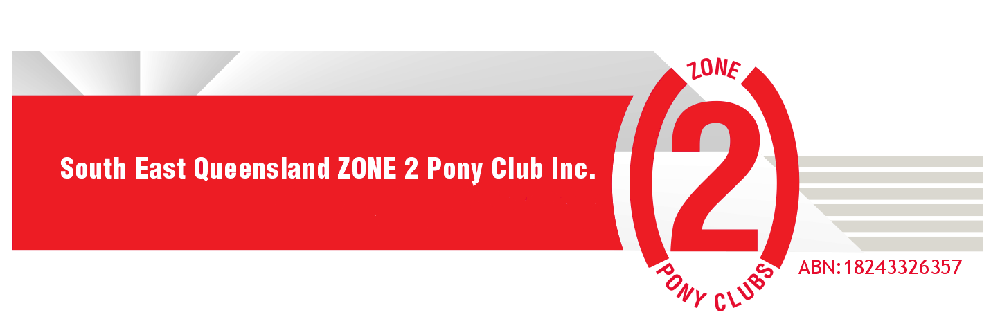 South East Queensland ZONE 2 Pony Club Inc.
ZONE
2
PONY CLUBS
ABN:18243326357